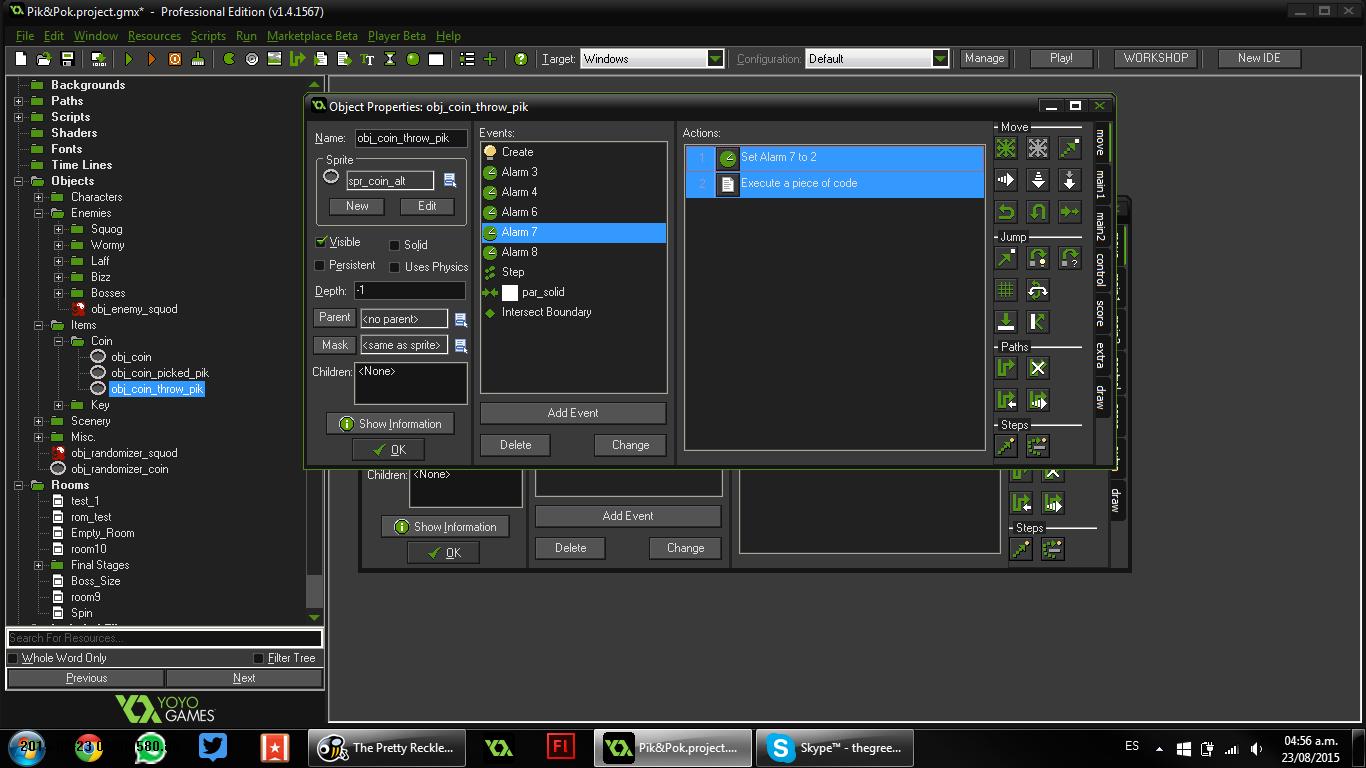 Pik&Pok.project.gmx* - Professional Edition (v1.4.1567)
File Edit Window Resources Scripts Run Marketplace Beta Player Beta Help
Target: Windows Configuration: Default Manage Play! WORKSHOP New IDE
Backgrounds
Paths
Scripts
Shaders
Fonts
Time Lines
Objects
Characters
Enemies
Squog
Wormy
Laff
Bizz
Bosses
obj_enemy_squod
Items
Coin
obj_coin
obj_coin_picked_pik
obj_coin_throw_pik
Key
Scenery
Misc.
obj_randomizer_squod
obj_randomizer_coin
Rooms
test_1
rom_test
Empty_Room
room10
Final Stages
Boss_Size
room9
Spin
Search For Resources...
Whole Word Only Filter Tree
Previous Next
YOYO
GAMES
Object Properties: obj_coin_throw_pik
Name: obj_coin_throw_pik
Sprite
spr_coin_alt
New Edit
Visible Solid
Persistent Uses Physics
Depth: -1
Parent <no parent>
Mask <same as sprite>
Children: <None>
Show Information
OK
Events:
Create
Alarm 3
Alarm 4
Alarm 6
Alarm 7
Alarm 8
Step
par_solid
Intersect Boundary
Add Event
Delete Change
Actions:
1 Set Alarm 7 to 2
2 Execute a piece of code
Move
Jump
Paths
Steps
move
main1
main2
control
score
extra
draw
Children: <None>
Show Information
OK
Add Event
Delete Change
Steps
draw
580
The Pretty Reckle...
Fl
Pik&Pok.project....
Skype™ - thegree...
ES
04:56 a.m.
23/08/2015